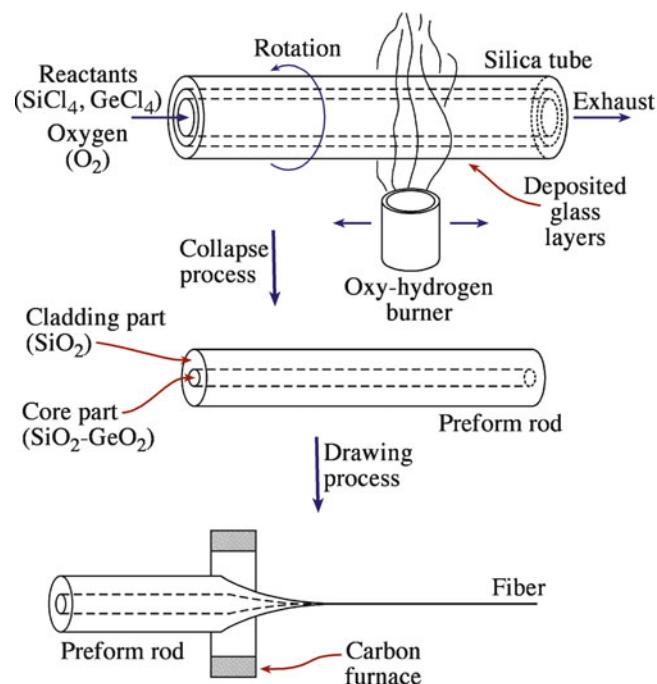 Rotation
Silica tube
Reactants
(SiCl₄, GeCl₄)
Oxygen
(O₂)
Exhaust
Deposited
glass
layers
Collapse
process
Oxy-hydrogen
burner
Cladding part
(SiO₂)
Core part
(SiO₂-GeO₂)
Preform rod
Drawing
process
Fiber
Preform rod
Carbon
furnace